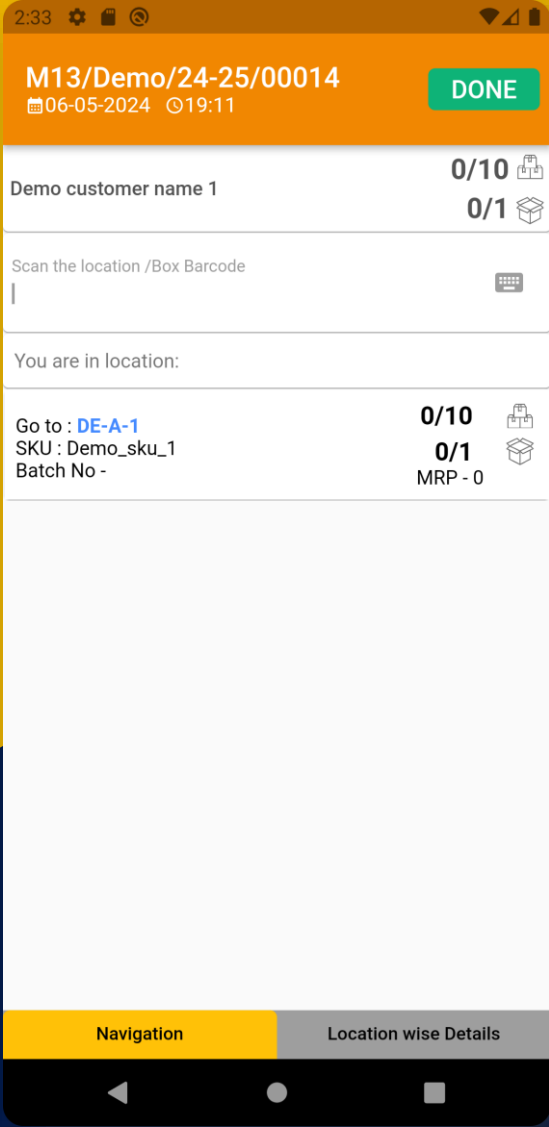 2:33
M13/Demo/24-25/00014
06-05-2024 19:11
DONE
Demo customer name 1
0/10
0/1
Scan the location /Box Barcode
You are in location:
Go to : DE-A-1
SKU : Demo_sku_1
Batch No -
0/10
0/1
MRP - 0
Navigation
Location wise Details